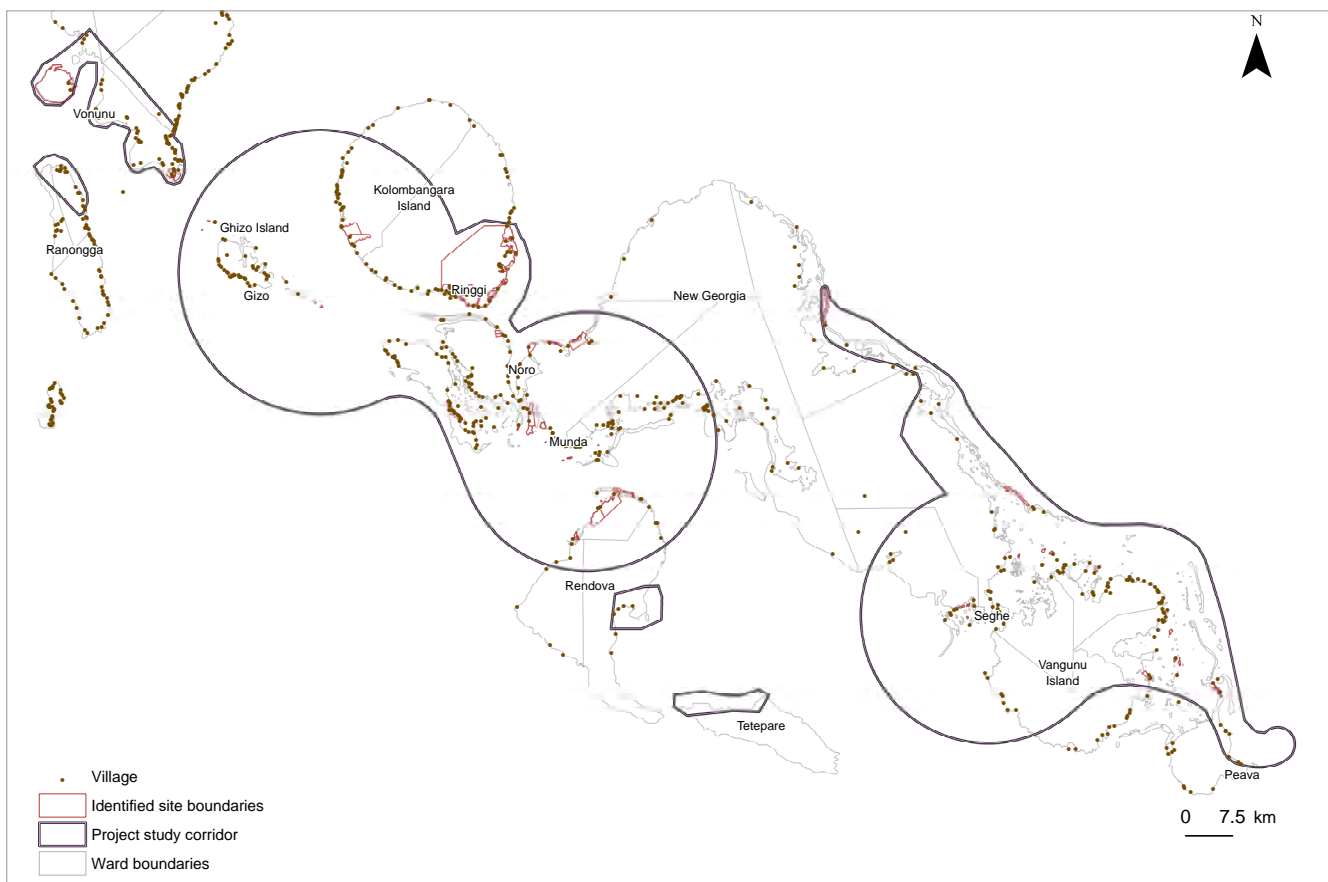 N
Vonunu
Kolombangara
Island
Ghizo Island
Ranongga
Ringgi
Gizo
New Georgia
Noro
Munda
Rendova
Seghe
Vangunu
Island
Tetepare
Peava
Village
Identified site boundaries
Project study corridor
Ward boundaries
0 7.5 km